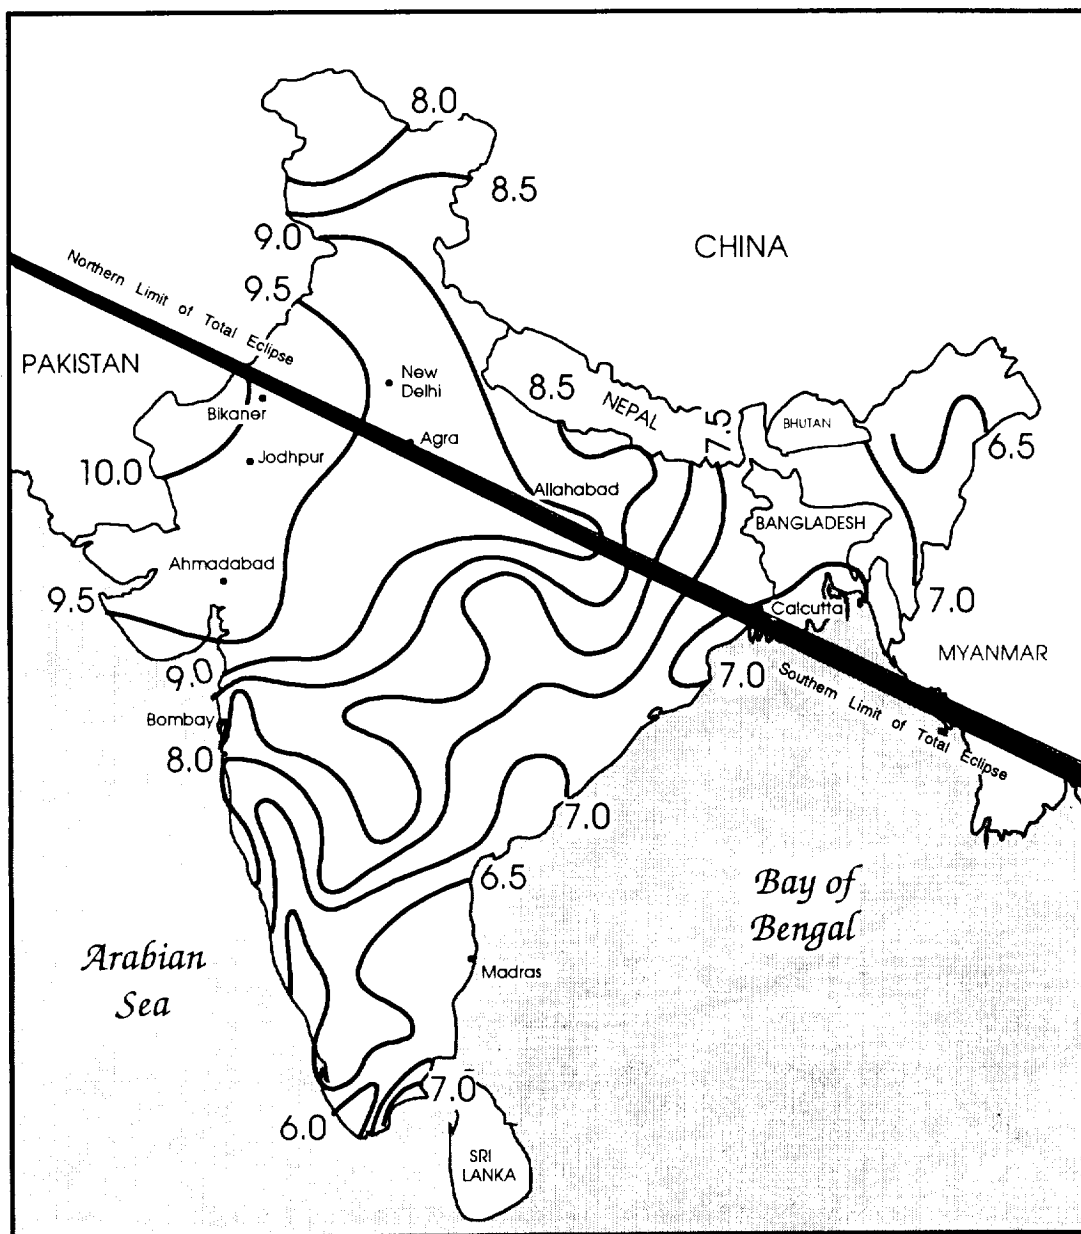 8.0
8.5
9.0
CHINA
Northern Limit of Total Eclipse
9.5
PAKISTAN
New
Delhi
8.5
NEPAL
7.5
BHUTAN
Bikaner
Agra
6.5
10.0
Jodhpur
Allahabad
BANGLADESH
Ahmadabad
9.5
Calcutta
7.0
MYANMAR
9.0
7.0
Southern Limit of Total Eclipse
Bombay
8.0
7.0
6.5
Bay of
Bengal
Arabian
Sea
Madras
7.0
6.0
SRI
LANKA